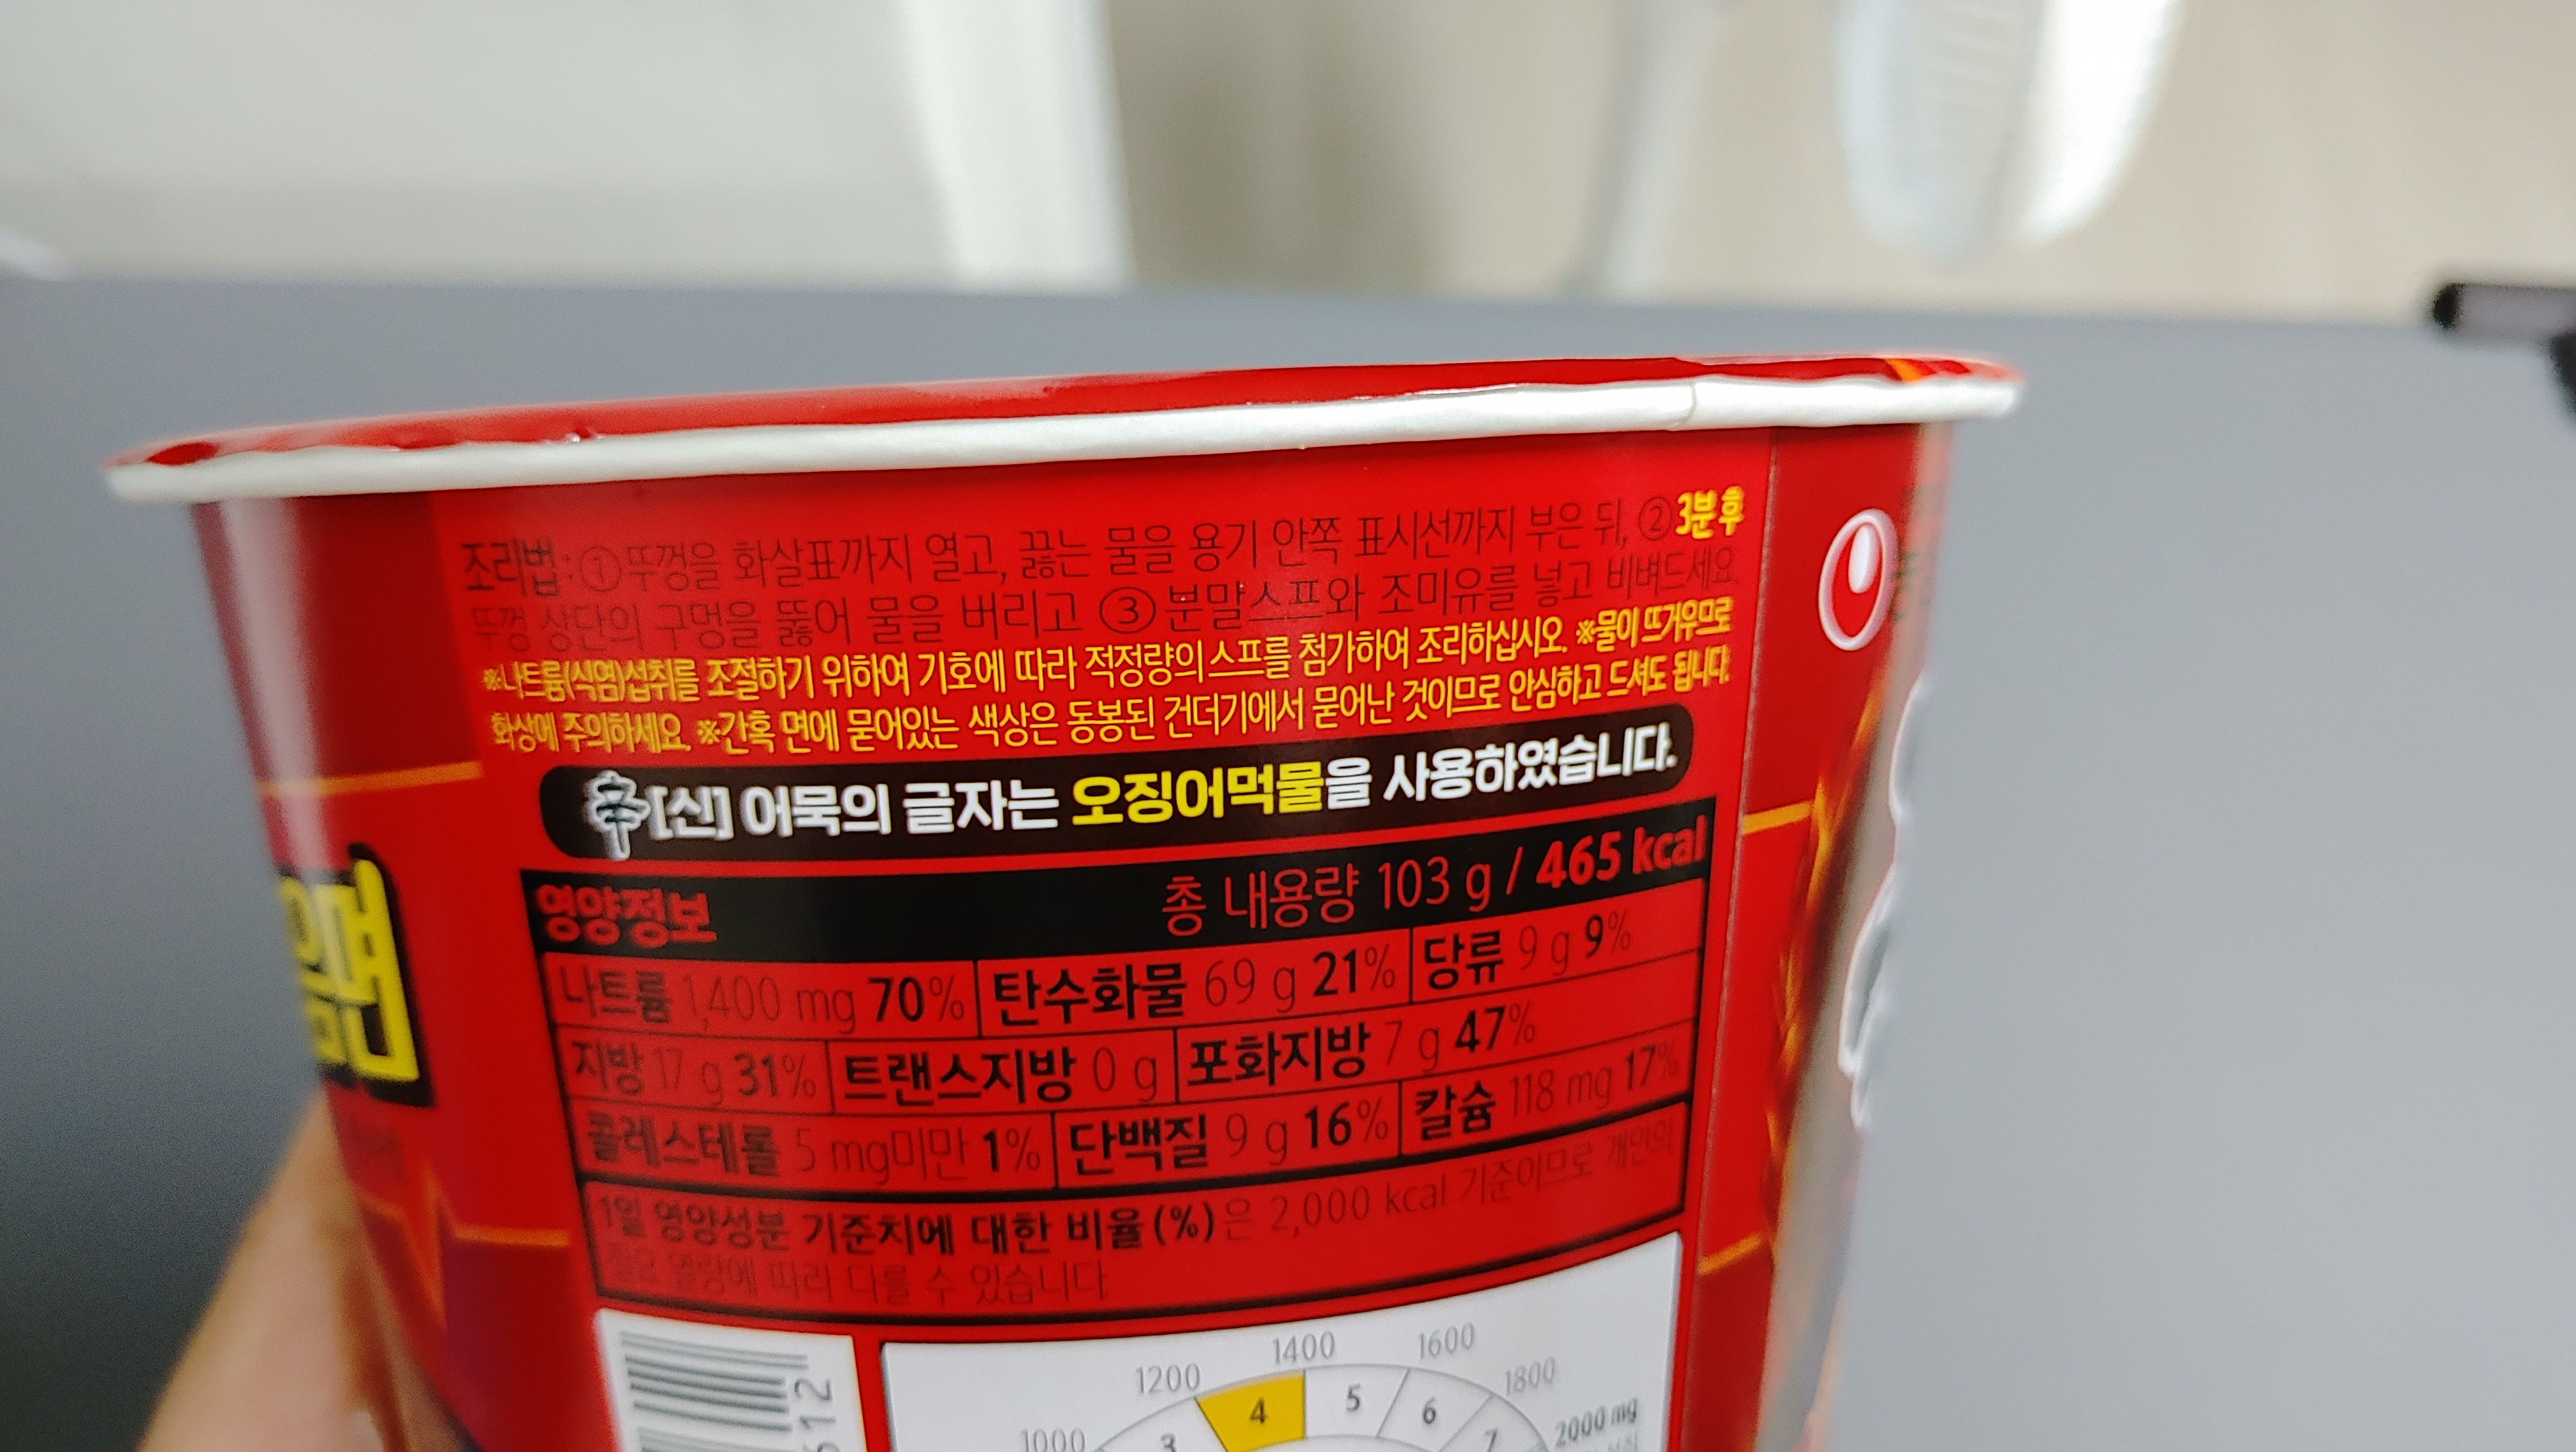 조리법:①뚜껑을 화살표까지 열고, 끓는 물을 용기 안쪽 표시선까지 부은 뒤, ②3분 후
뚜껑 상단의 구멍을 뚫어 물을 버리고 ③분말스프와 조미유를 넣고 비벼드세요.
※나트륨(식염)섭취를 조절하기 위하여 기호에 따라 적정량의 스프를 첨가하여 조리하십시오. ※물이 뜨거우므로
화상에 주의하세요. ※간혹 면에 묻어있는 색상은 동봉된 건더기에서 묻어난 것이므로 안심하고 드셔도 됩니다.
辛[신] 어묵의 글자는 오징어먹물을 사용하였습니다.
영양정보 총 내용량 103 g / 465 kcal
나트륨 1,400 mg 70% 탄수화물 69 g 21% 당류 9 g 9%
지방 17 g 31% 트랜스지방 0 g 포화지방 7 g 47%
콜레스테롤 5 mg미만 1% 단백질 9 g 16% 칼슘 118 mg 17%
1일 영양성분 기준치에 대한 비율(%)은 2,000 kcal 기준이므로 개인의
필요 열량에 따라 다를 수 있습니다.
1000 1200 1400 1600 1800 2000 mg
3 4 5 6 7
612